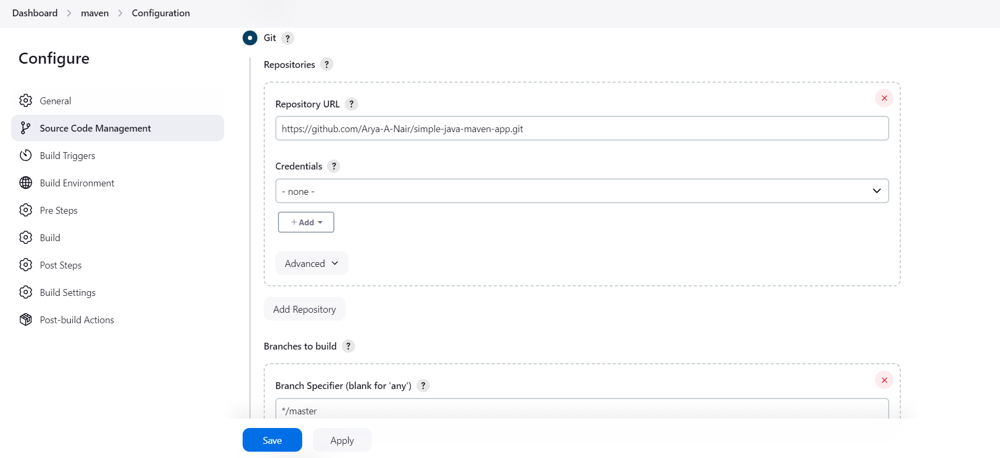 Dashboard > maven > Configuration
Configure
General
Source Code Management
Build Triggers
Build Environment
Pre Steps
Build
Post Steps
Build Settings
Post-build Actions
Git ?
Repositories ?
Repository URL ?
https://github.com/Arya-A-Nair/simple-java-maven-app.git
Credentials ?
- none -
+ Add
Advanced
Add Repository
Branches to build ?
Branch Specifier (blank for 'any') ?
*/master
Save Apply